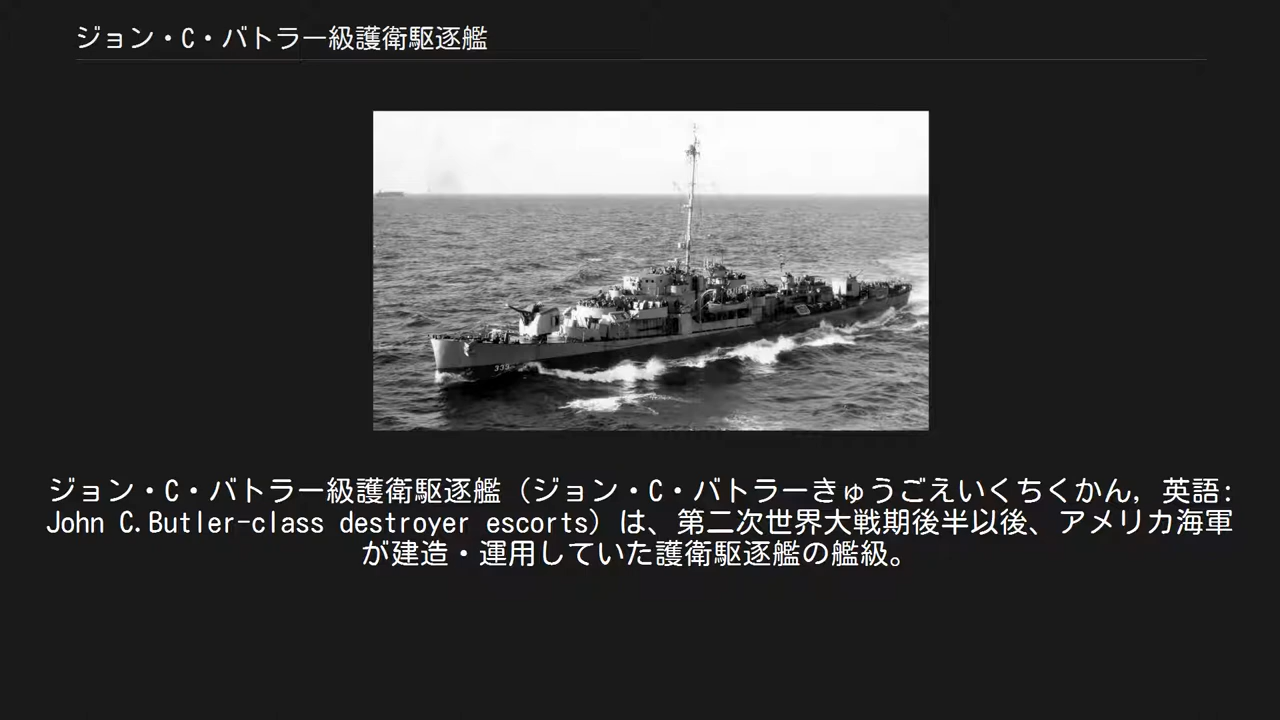 ジョン・C・バトラー級護衛駆逐艦
339
ジョン・C・バトラー級護衛駆逐艦（ジョン・C・バトラーきゅうごえいくちくかん, 英語:
John C.Butler-class destroyer escorts）は、第二次世界大戦期後半以後、アメリカ海軍
が建造・運用していた護衛駆逐艦の艦級。